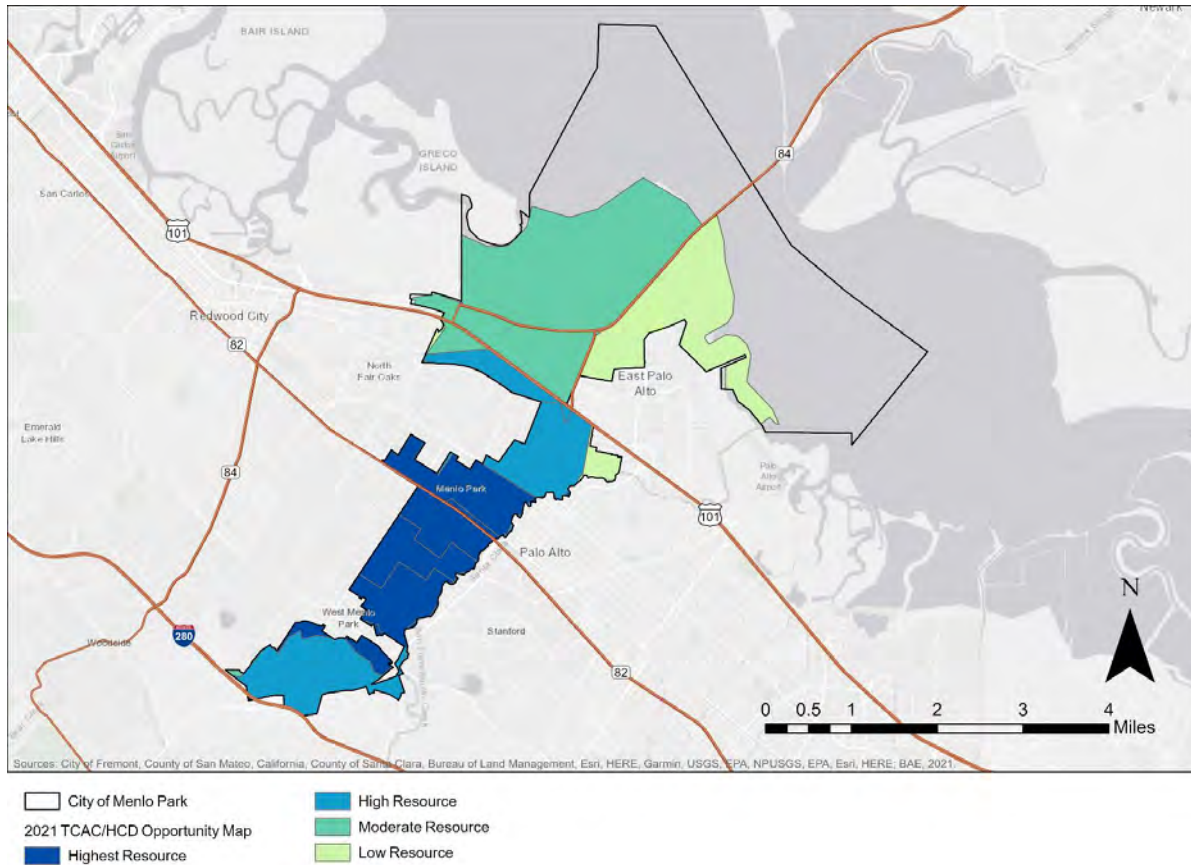 Newark
BAIR ISLAND
84
GRECO
ISLAND
San Carlos
101
Redwood City
82
North
Fair Oaks
East Palo
Alto
Emerald
Lake Hills
84
Menlo Park
Palo
Alto
Airport
101
Palo Alto
West Menlo
Park
Stanford
280
Woodside
82
N
0 0.5 1 2 3 4
Miles
Sources: City of Fremont, County of San Mateo, California, County of Santa Clara, Bureau of Land Management, Esri, HERE, Garmin, USGS, EPA, NPUSGS, EPA, Esri, HERE; BAE, 2021.
City of Menlo Park
2021 TCAC/HCD Opportunity Map
Highest Resource
High Resource
Moderate Resource
Low Resource